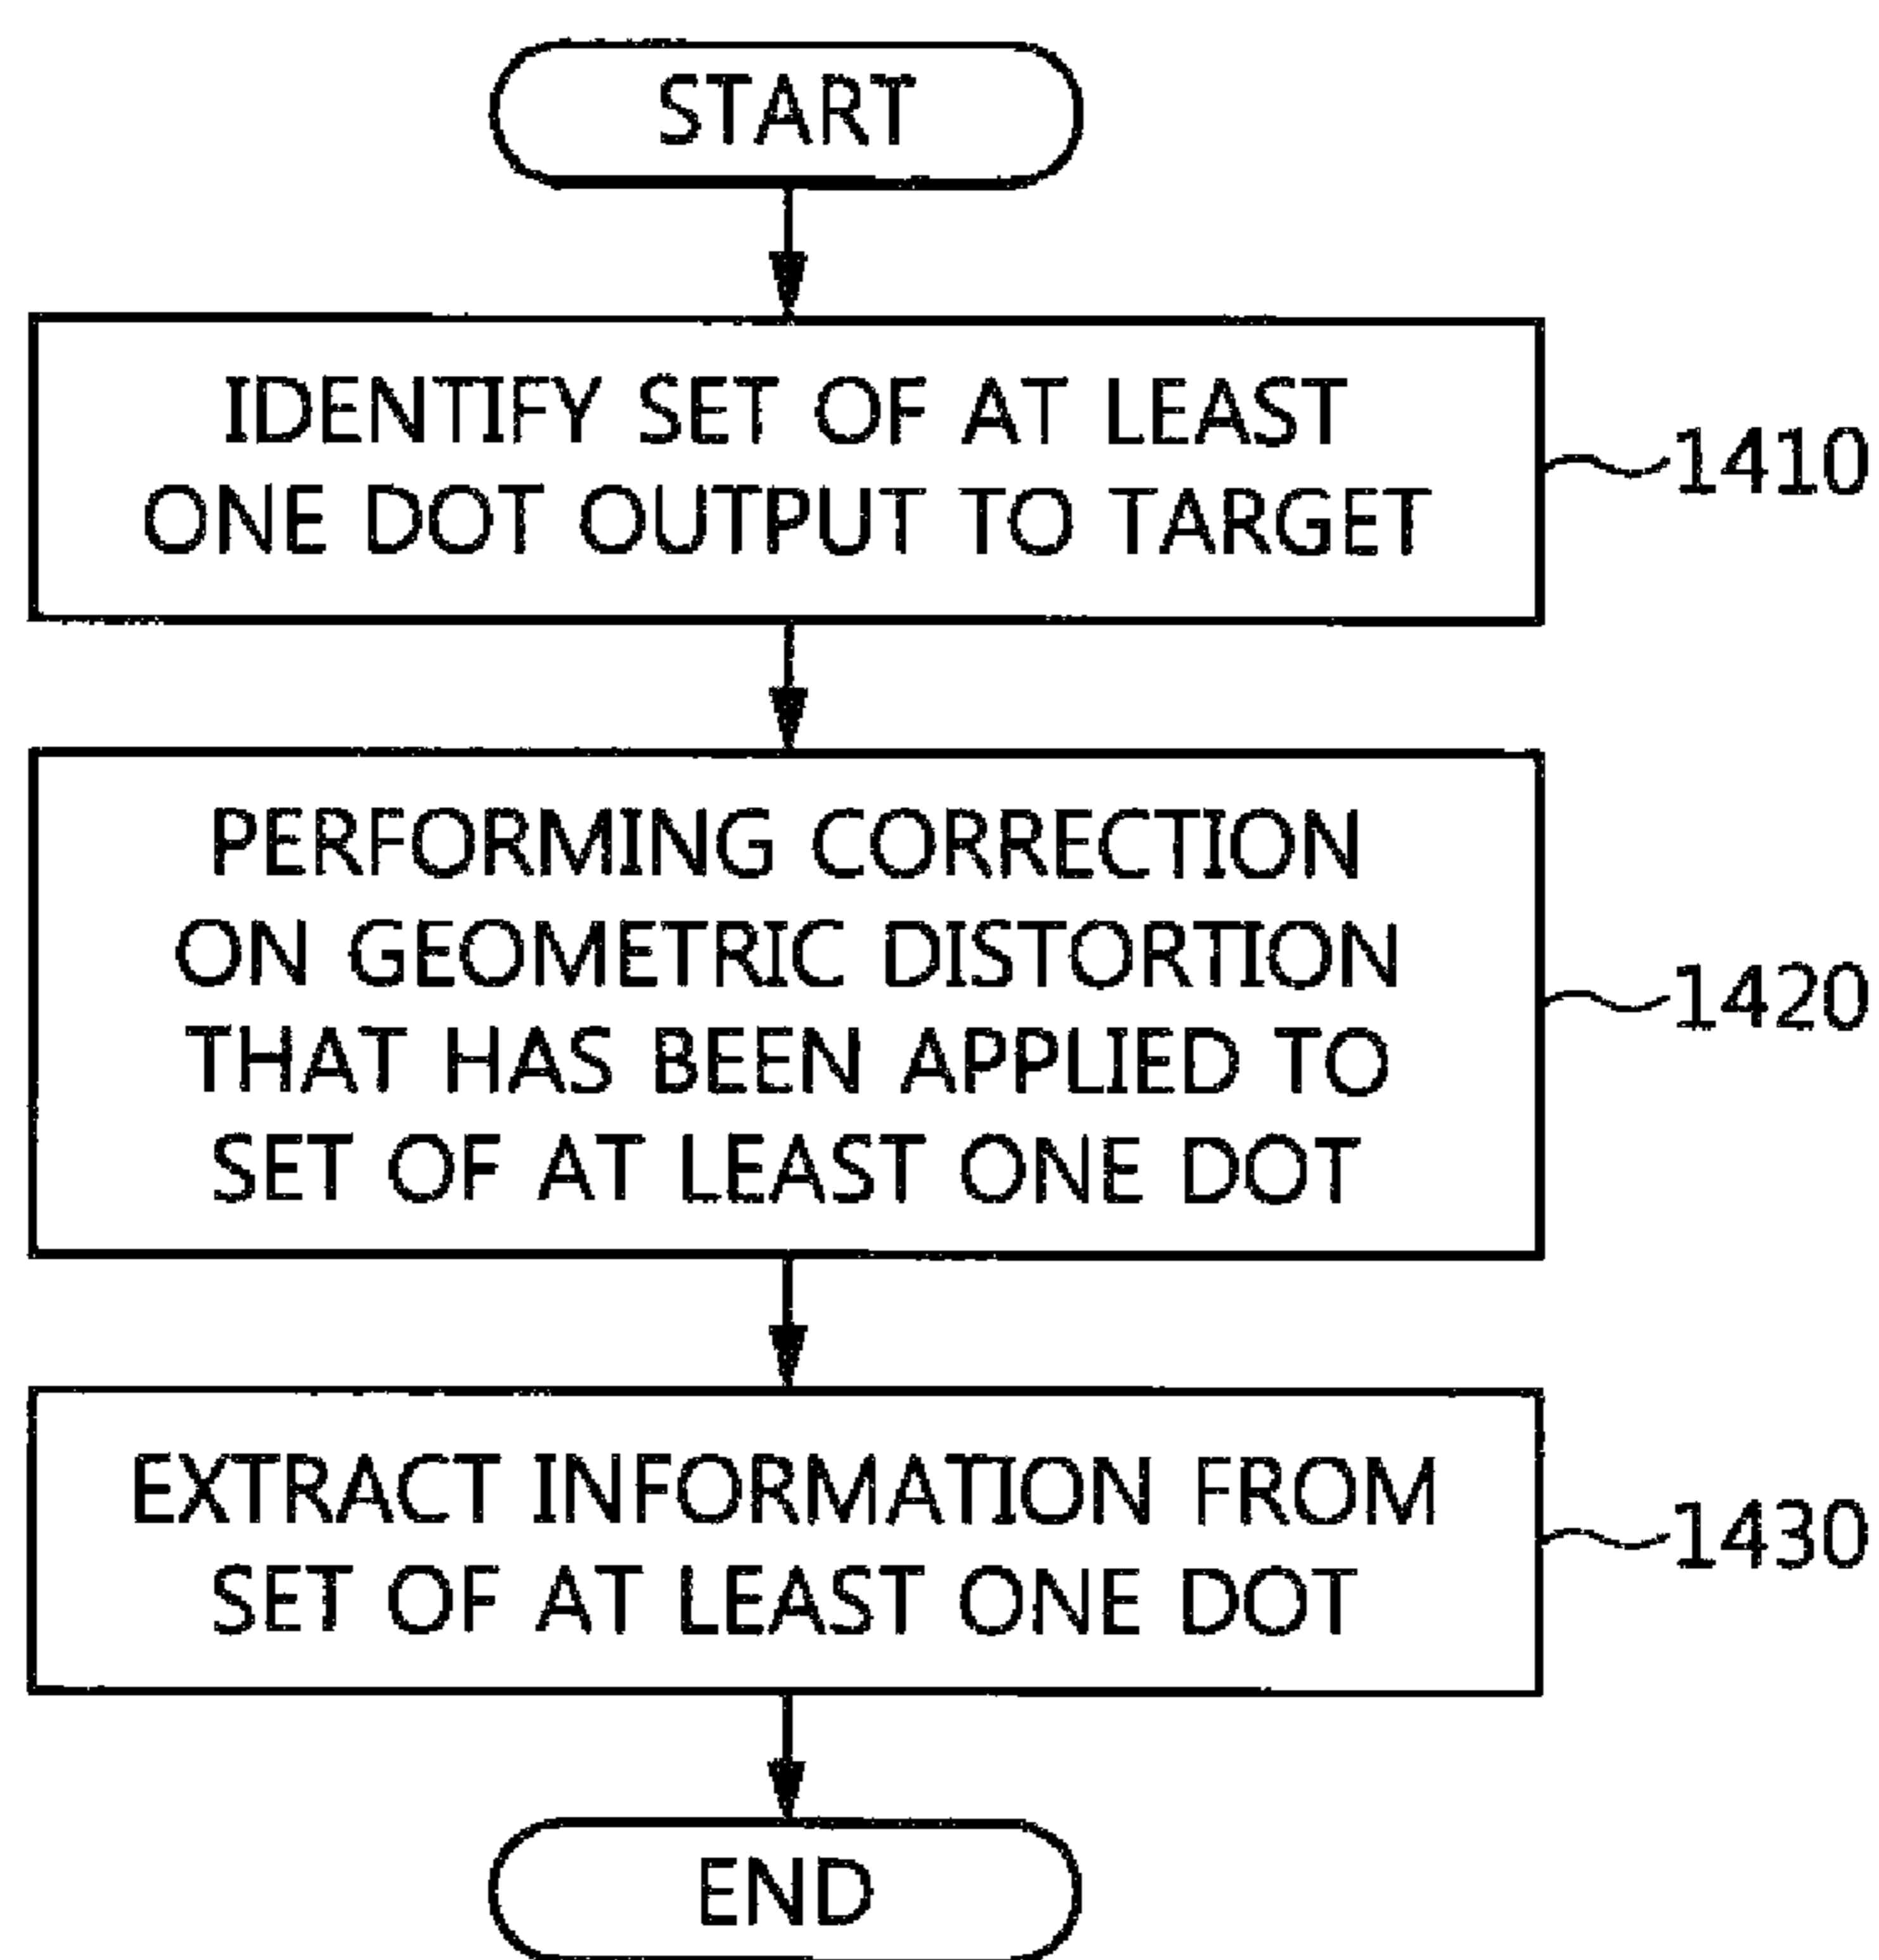 START
IDENTIFY SET OF AT LEAST
ONE DOT OUTPUT TO TARGET
1410
PERFORMING CORRECTION
ON GEOMETRIC DISTORTION
THAT HAS BEEN APPLIED TO
SET OF AT LEAST ONE DOT
1420
EXTRACT INFORMATION FROM
SET OF AT LEAST ONE DOT
1430
END